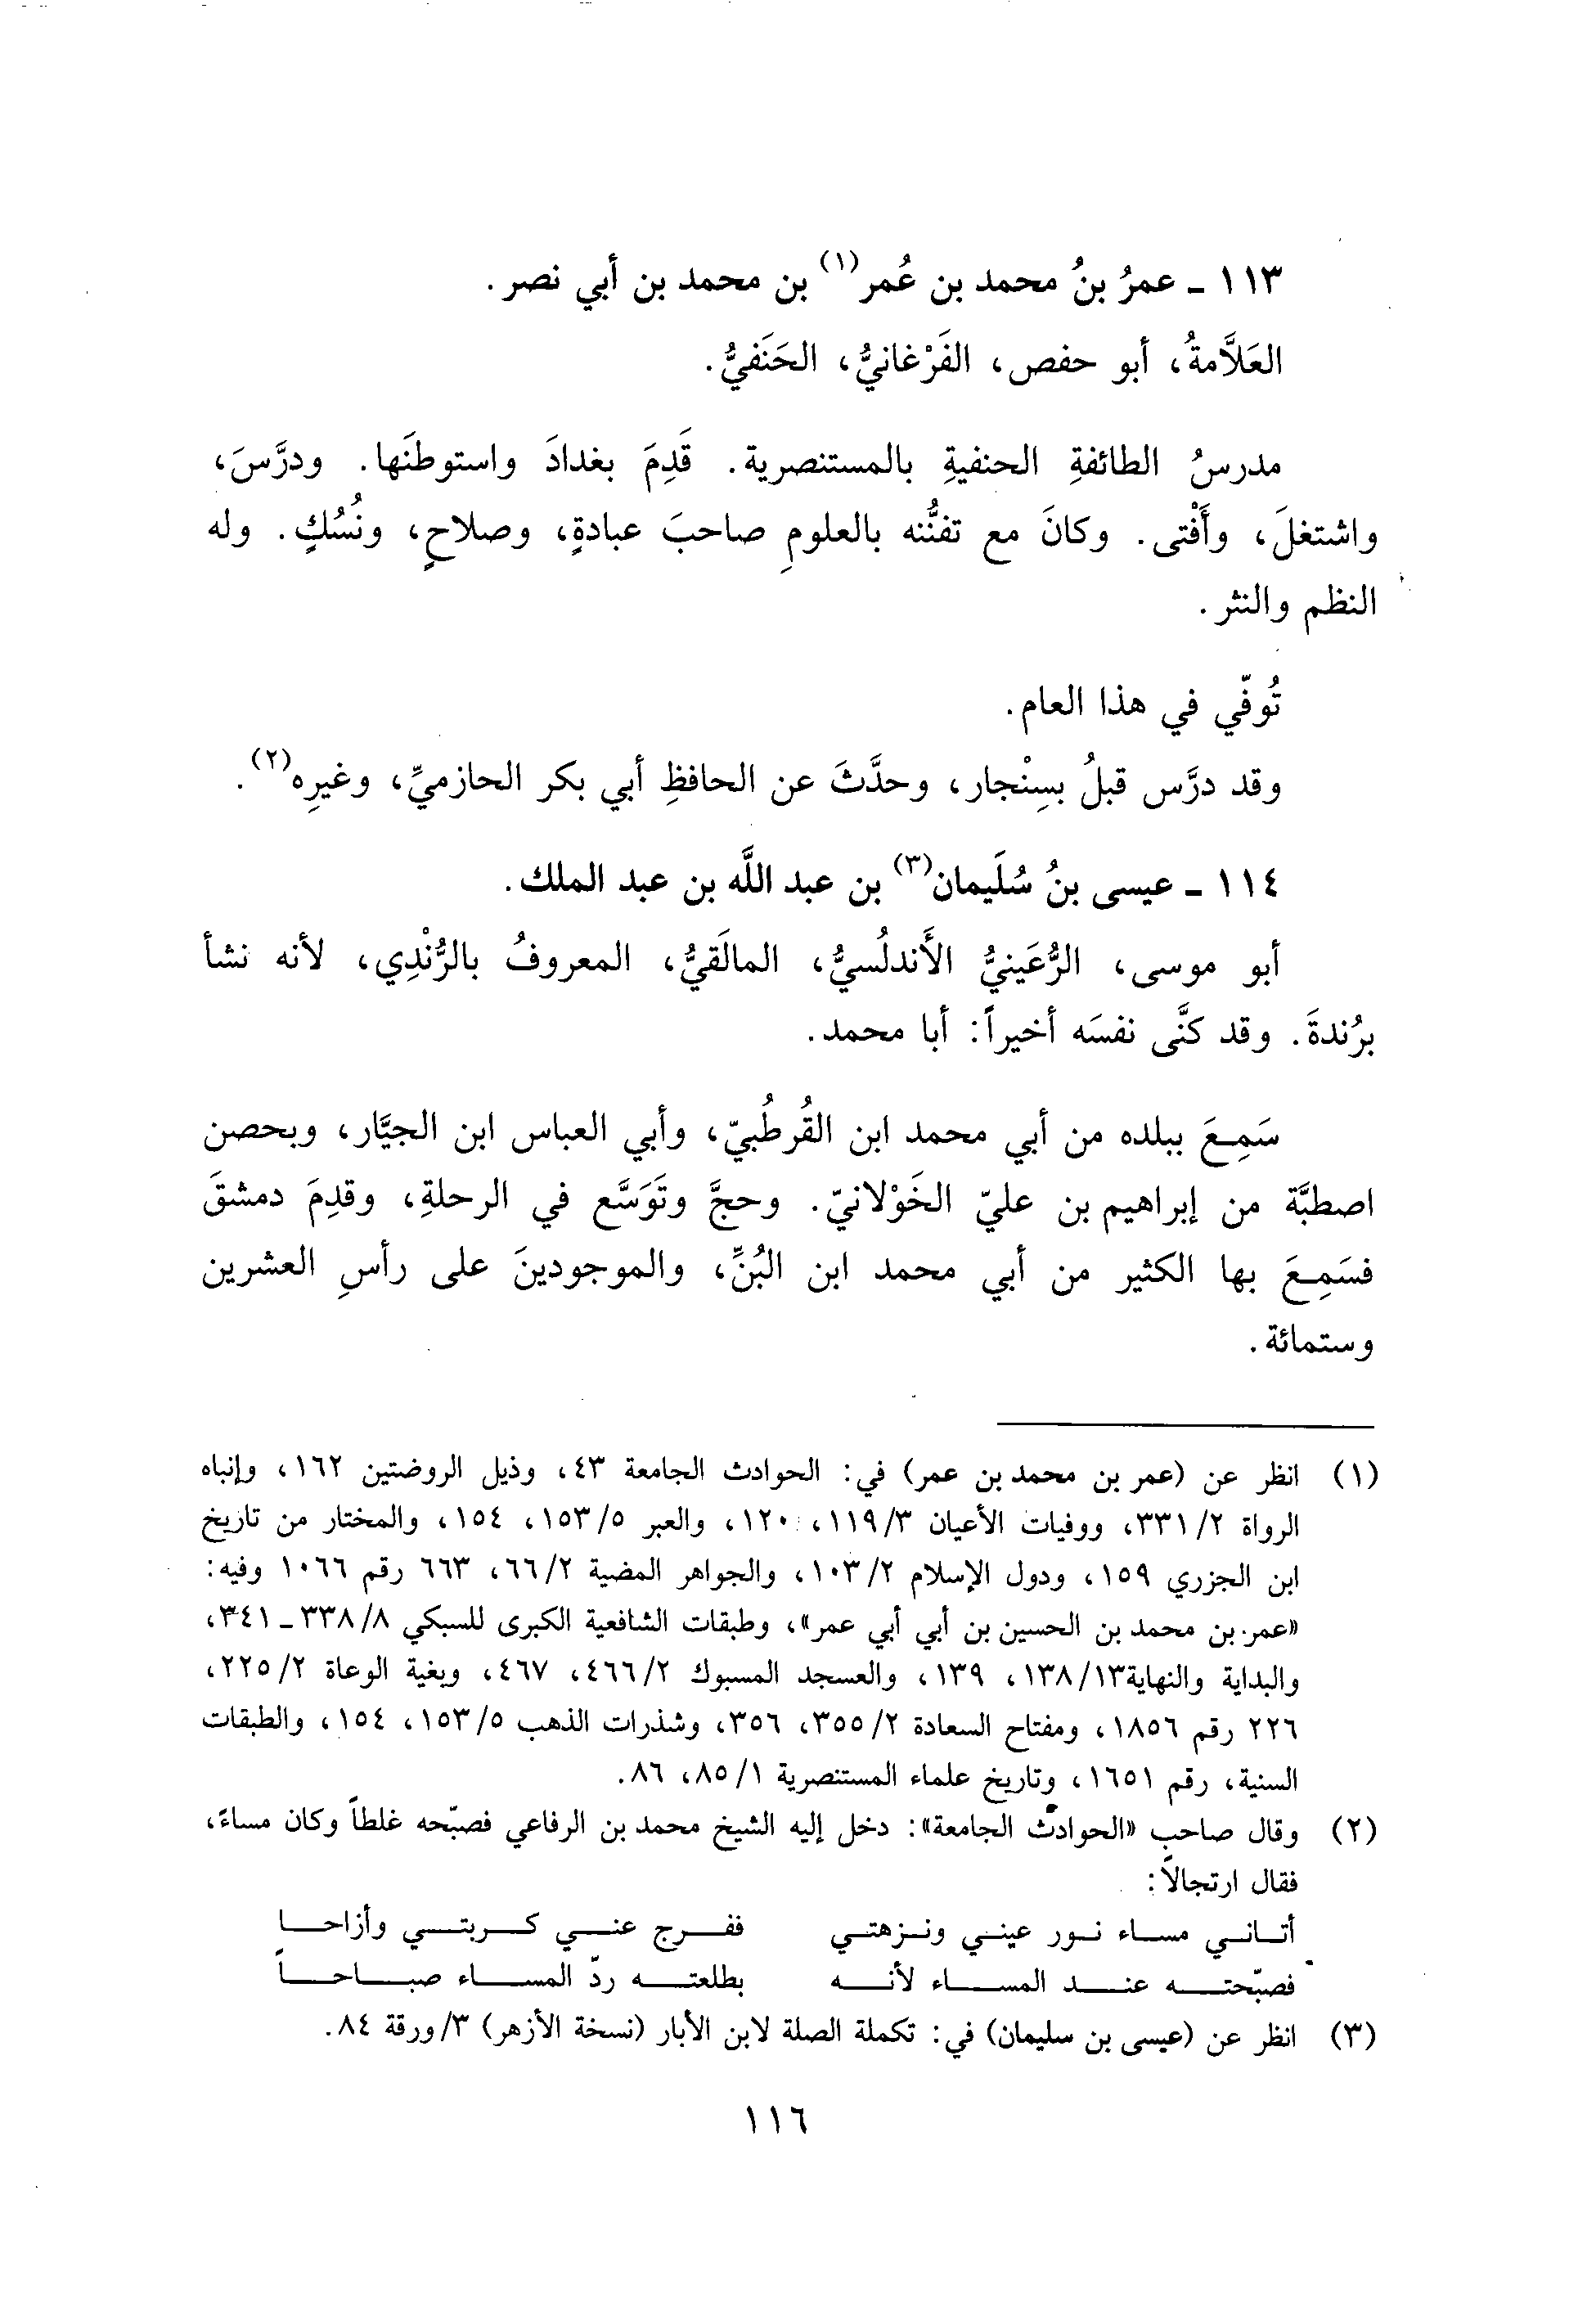 ١١٣ ـ عمرُ بنُ محمد بن عُمر(١) بن محمد بن أبي نصر.
العَلاَّمةُ، أبو حفص، الفَرْغانيُّ، الحَنَفيُّ.
مدرسُ الطائفةِ الحنفيةِ بالمستنصرية. قَدِمَ بغدادَ واستوطنَها. ودرَّسَ،
واشتغلَ، وأَفْتى. وكانَ مع تفنُّنه بالعلومِ صاحبَ عبادةٍ، وصلاحٍ، ونُسُكٍ. وله
النظم والنثر.
تُوفّي في هذا العام.
وقد درَّس قبلُ بسِنْجار، وحدَّثَ عن الحافظِ أبي بكر الحازميِّ، وغيرِه(٢).
١١٤ ـ عيسى بنُ سُلَيمان(٣) بن عبد اللَّه بن عبد الملك.
أبو موسى، الرُّعَينيُّ الأَندلُسيُّ، المالَقيُّ، المعروفُ بالرُّنْدِي، لأنه نشأ
برُندةَ. وقد كنَّى نفسَه أخيراً: أبا محمد.
سَمِعَ ببلده من أبي محمد ابن القُرطُبيّ، وأبي العباس ابن الجيَّار، وبحصن
اصطبَّة من إبراهيم بن عليّ الخَوْلانيّ. وحجَّ وتَوَسَّع في الرحلةِ، وقدِمَ دمشقَ
فسَمِعَ بها الكثير من أبي محمد ابن البُنِّ، والموجودينَ على رأسِ العشرين
وستمائة.
(١) انظر عن (عمر بن محمد بن عمر) في: الحوادث الجامعة ٤٣، وذيل الروضتين ١٦٢، وإنباه
الرواة ٢/ ٣٣١، ووفيات الأعيان ٣/ ١١٩، ١٢٠، والعبر ٥/ ١٥٣، ١٥٤، والمختار من تاريخ
ابن الجزري ١٥٩، ودول الإسلام ٢/ ١٠٣، والجواهر المضية ٢/ ٦٦، ٦٦٣ رقم ١٠٦٦ وفيه:
«عمر بن محمد بن الحسين بن أبي أبي عمر»، وطبقات الشافعية الكبرى للسبكي ٨/ ٣٣٨ ـ ٣٤١،
والبداية والنهاية١٣/ ١٣٨، ١٣٩، والعسجد المسبوك ٢/ ٤٦٦، ٤٦٧، وبغية الوعاة ٢/ ٢٢٥،
٢٢٦ رقم ١٨٥٦، ومفتاح السعادة ٢/ ٣٥٥، ٣٥٦، وشذرات الذهب ٥/ ١٥٣، ١٥٤، والطبقات
السنية، رقم ١٦٥١، وتاريخ علماء المستنصرية ١/ ٨٥، ٨٦.
(٢) وقال صاحب «الحوادث الجامعة»: دخل إليه الشيخ محمد بن الرفاعي فصبّحه غلطاً وكان مساءً،
فقال ارتجالاً:
أتاني مساء نور عيني ونزهتي ففرج عني كربتي وأزاحا
فصبّحته عند المساء لأنه بطلعته ردّ المساء صباحاً
(٣) انظر عن (عيسى بن سليمان) في: تكملة الصلة لابن الأبار (نسخة الأزهر) ٣/ ورقة ٨٤.
١١٦